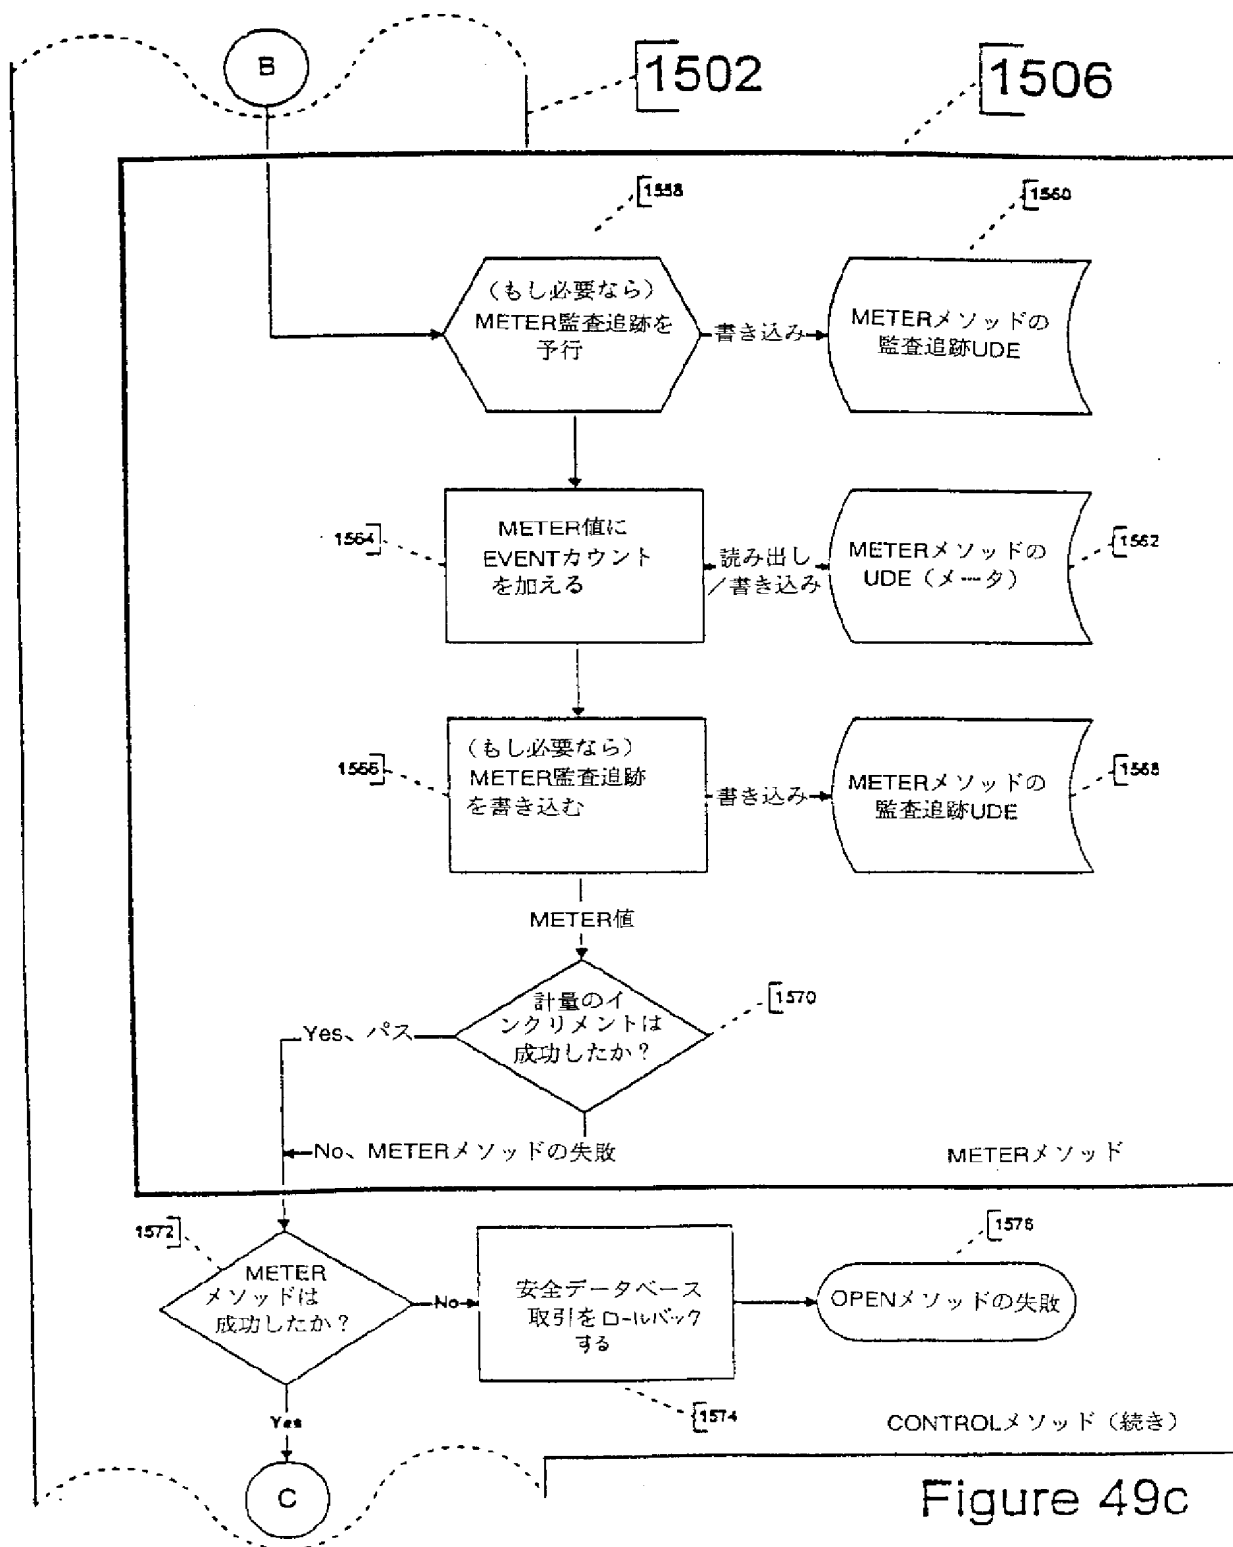 B
1502
1506
1558
1560
(もし必要なら)
METER監査追跡を
予行
書き込み
METERメソッドの
監査追跡UDE
1564
METER値に
EVENTカウント
を加える
読み出し
/書き込み
METERメソッドの
UDE(メータ)
1562
1566
(もし必要なら)
METER監査追跡
を書き込む
書き込み
METERメソッドの
監査追跡UDE
1568
METER値
計量のイ
ンクリメントは
成功したか?
1570
Yes、パス
No、METERメソッドの失敗
METERメソッド
1572
METER
メソッドは
成功したか?
No
安全データベース
取引をロールバック
する
1576
OPENメソッドの失敗
1574
Yes
CONTROLメソッド(続き)
C
Figure 49c